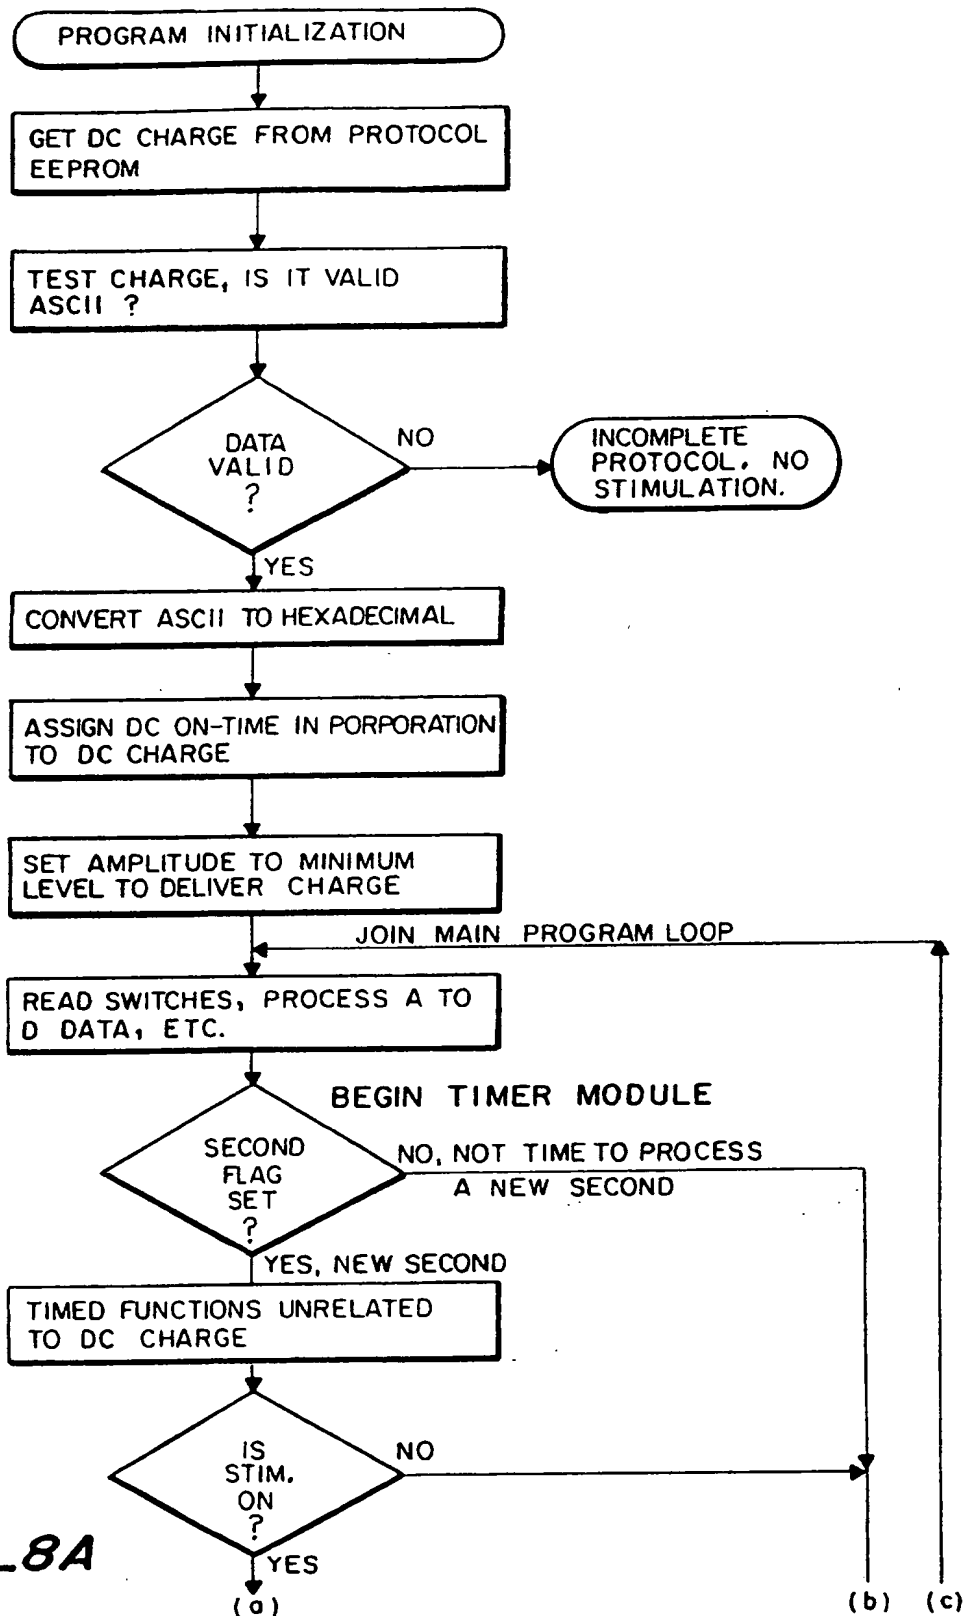 PROGRAM INITIALIZATION
GET DC CHARGE FROM PROTOCOL
EEPROM
TEST CHARGE, IS IT VALID
ASCII ?
DATA
VALID
?
NO
INCOMPLETE
PROTOCOL. NO
STIMULATION.
YES
CONVERT ASCII TO HEXADECIMAL
ASSIGN DC ON-TIME IN PORPORATION
TO DC CHARGE
SET AMPLITUDE TO MINIMUM
LEVEL TO DELIVER CHARGE
JOIN MAIN PROGRAM LOOP
READ SWITCHES, PROCESS A TO
D DATA, ETC.
BEGIN TIMER MODULE
SECOND
FLAG
SET
?
NO, NOT TIME TO PROCESS
A NEW SECOND
YES, NEW SECOND
TIMED FUNCTIONS UNRELATED
TO DC CHARGE
IS
STIM.
ON
?
NO
8A
YES
(a)
(b)
(c)